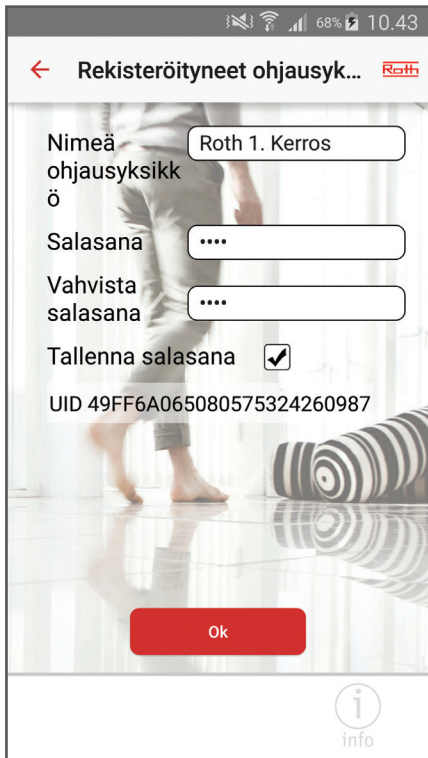 68% 10.43
Rekisteröityneet ohjausyk... Roth
Nimeä
ohjausyksikk
ö
Roth 1. Kerros
Salasana ••••
Vahvista
salasana
••••
Tallenna salasana
UID 49FF6A065080575324260987
Ok
info